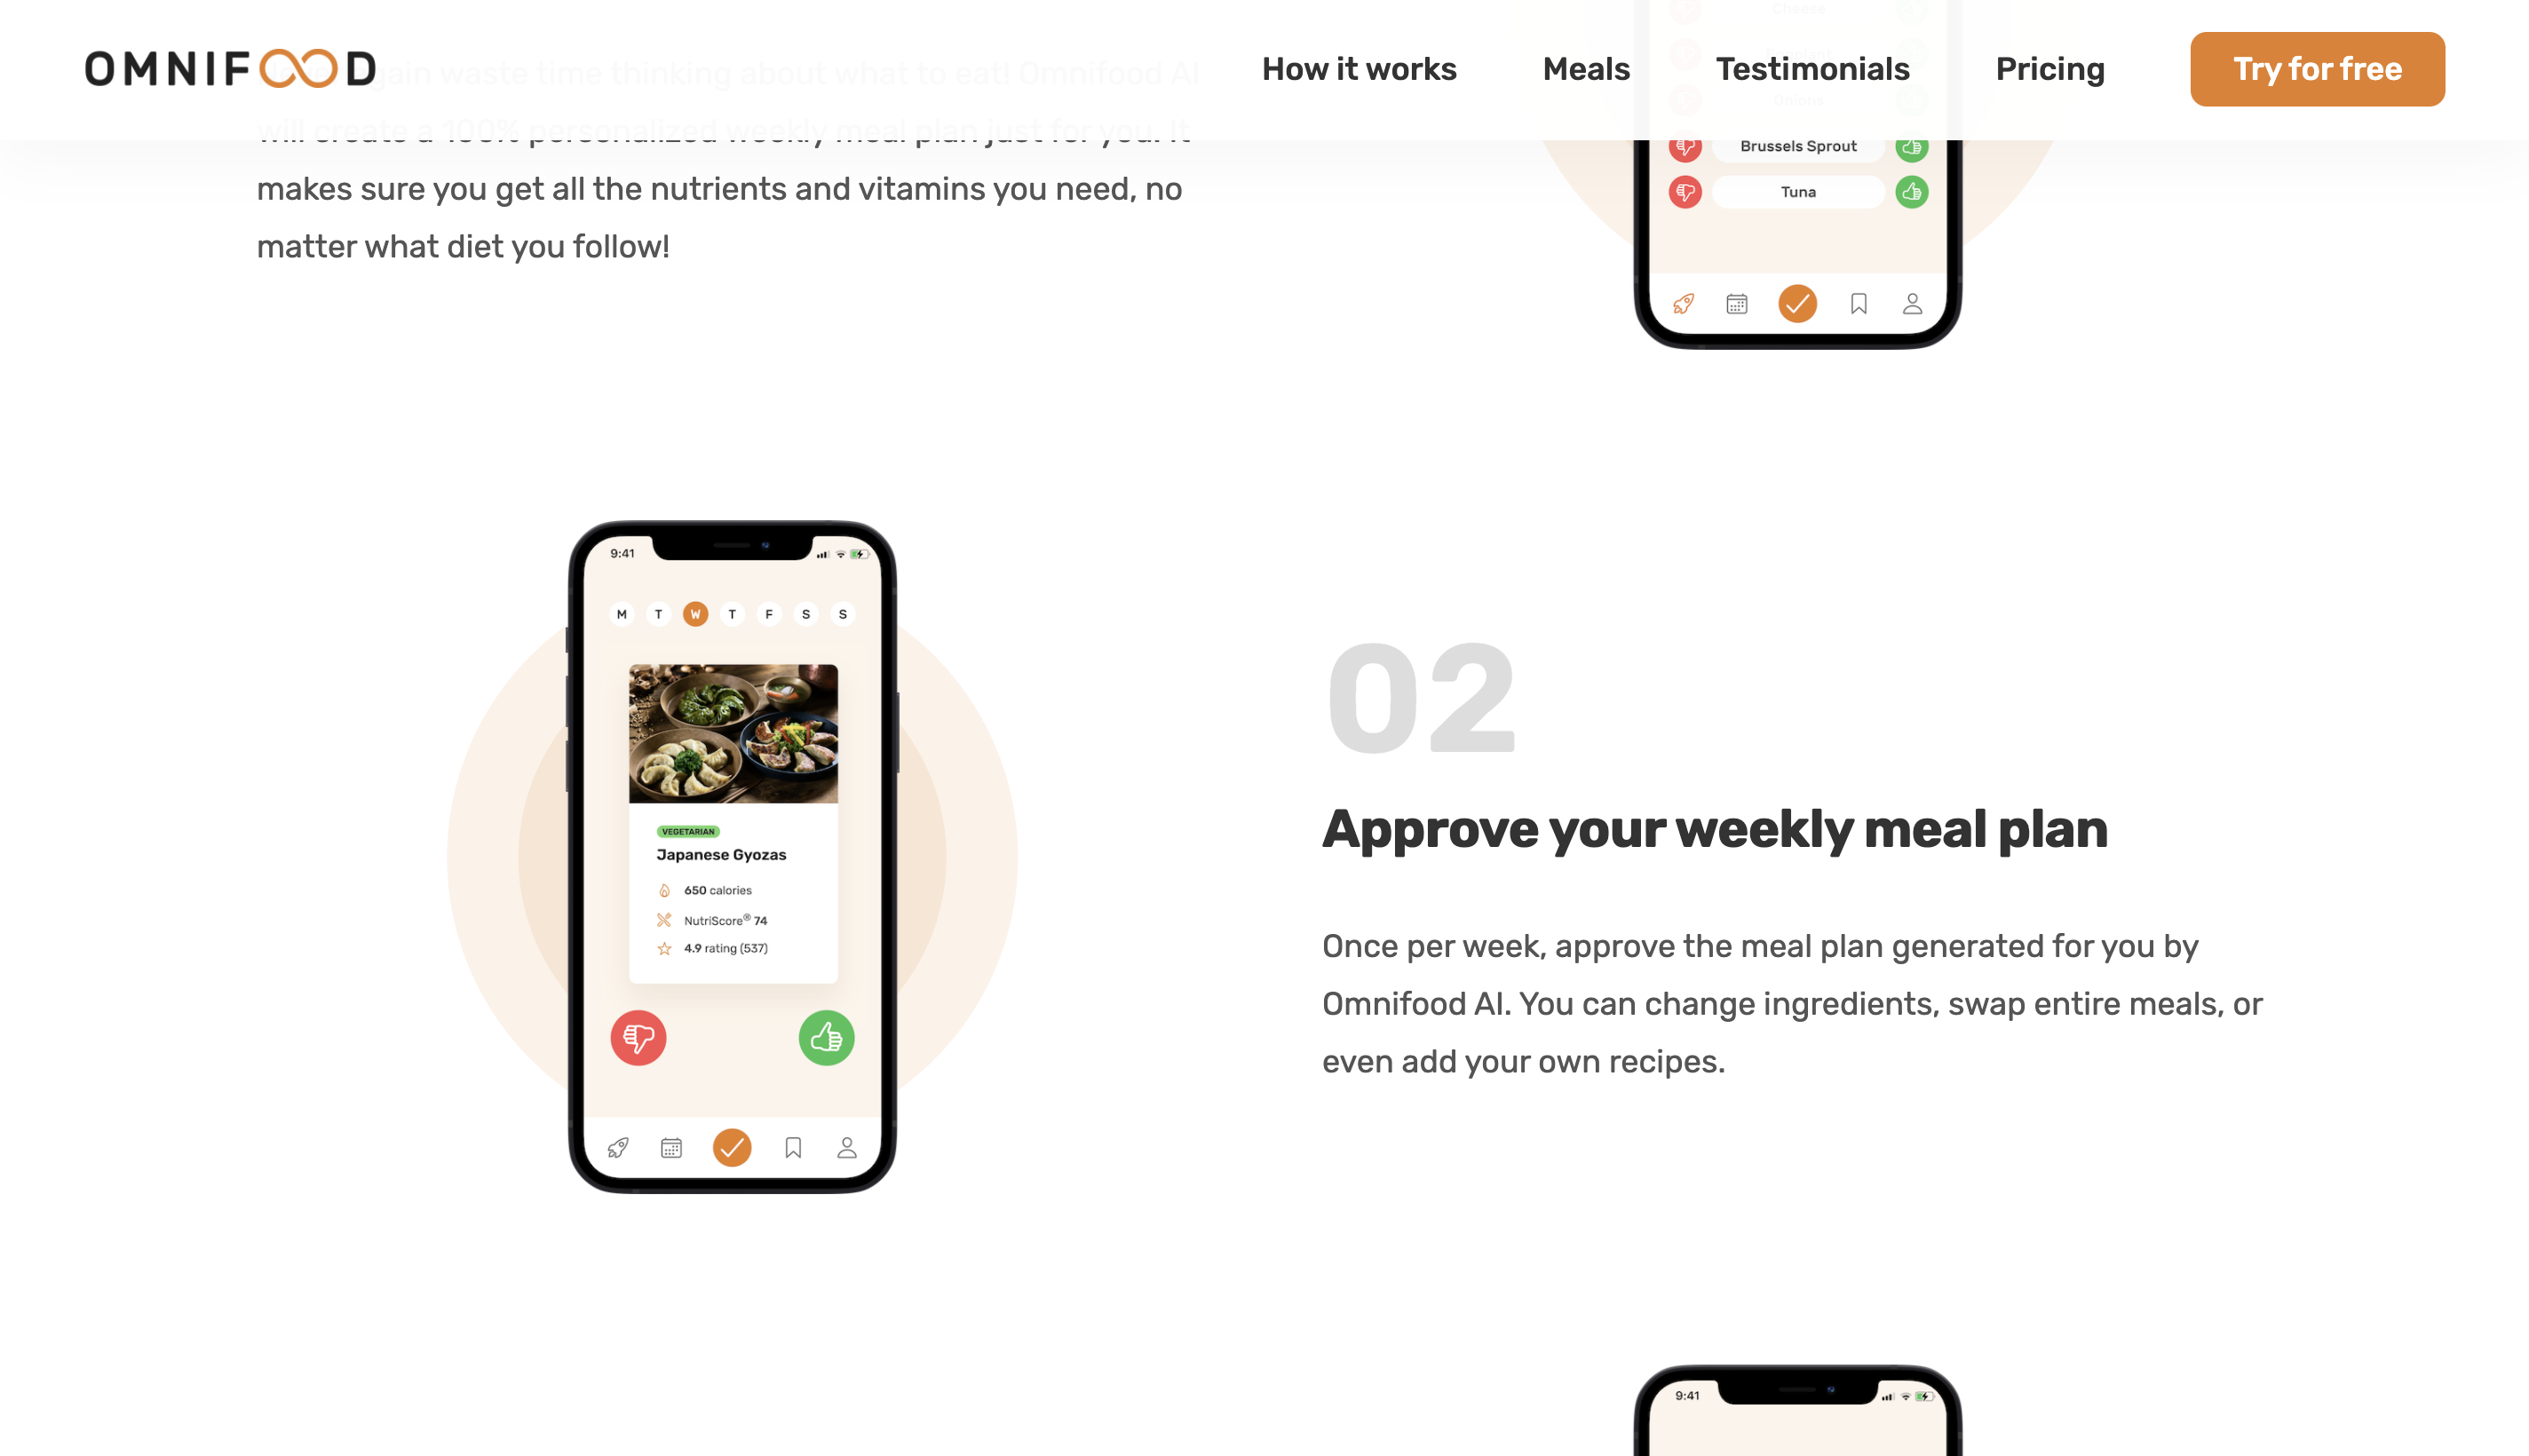 OMNIFOOD
How it works
Meals
Testimonials
Pricing
Try for free
again waste time thinking about what to eat! Omnifood AI
will create a 100% personalized weekly meal plan just for you. It
makes sure you get all the nutrients and vitamins you need, no
matter what diet you follow!
Cheese
Onions
Brussels Sprout
Tuna
9:41
M T W T F S S
VEGETARIAN
Japanese Gyozas
650 calories
NutriScore® 74
4.9 rating (537)
02
Approve your weekly meal plan
Once per week, approve the meal plan generated for you by
Omnifood AI. You can change ingredients, swap entire meals, or
even add your own recipes.
9:41